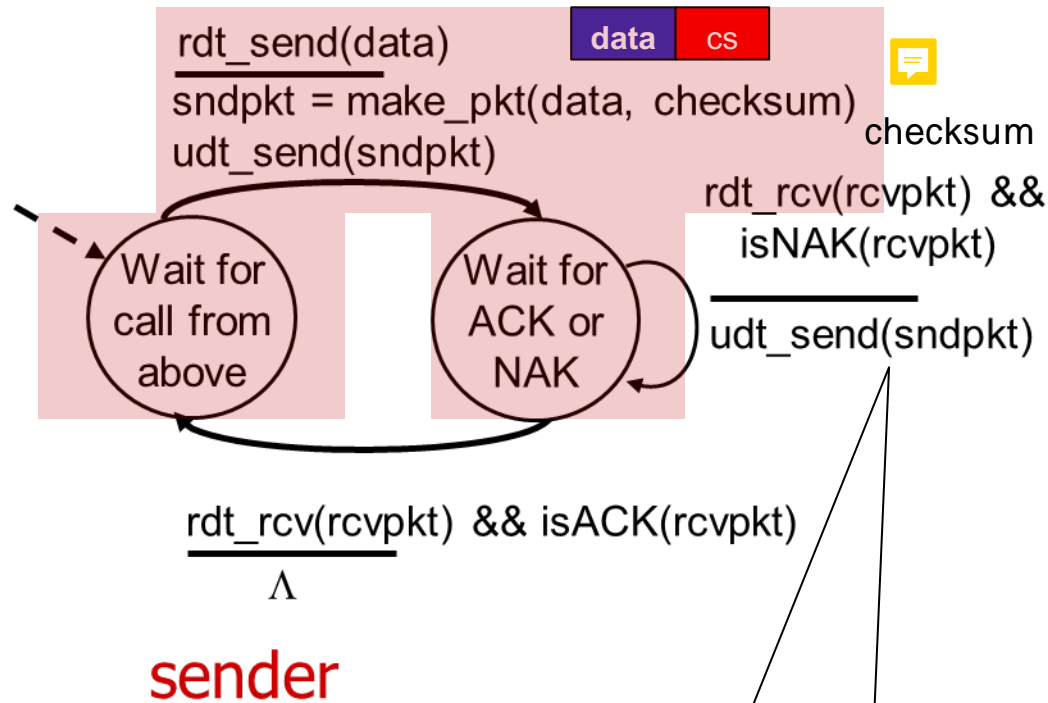 rdt_send(data)
data cs
sndpkt = make_pkt(data, checksum)
checksum
udt_send(sndpkt)
rdt_rcv(rcvpkt) &&
isNAK(rcvpkt)
udt_send(sndpkt)
Wait for
call from
above
Wait for
ACK or
NAK
rdt_rcv(rcvpkt) && isACK(rcvpkt)
Λ
sender